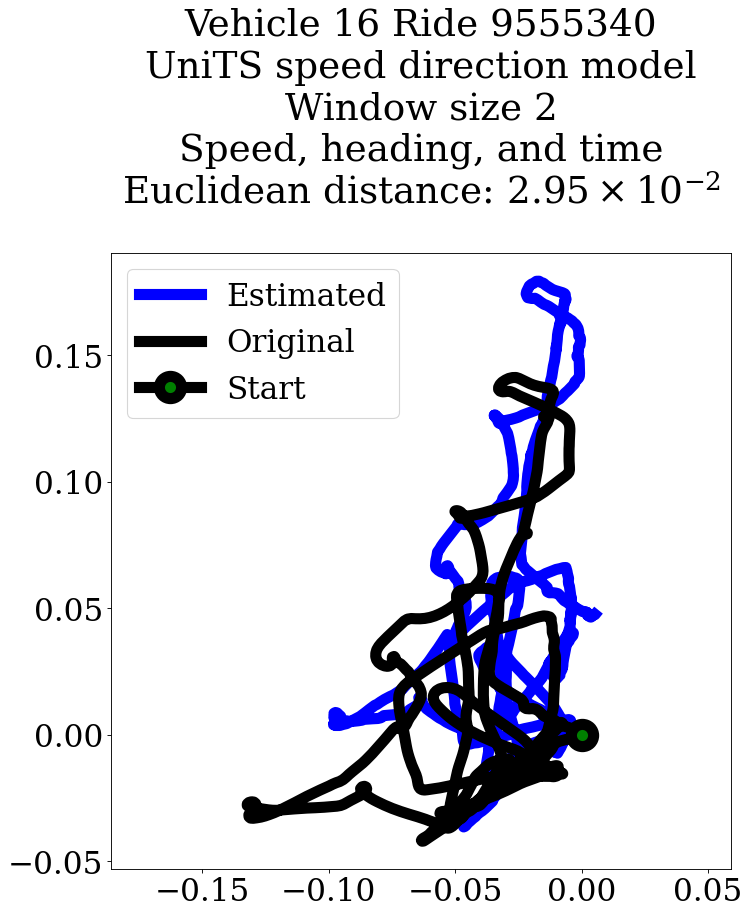 Vehicle 16 Ride 9555340
UniTS speed direction model
Window size 2
Speed, heading, and time
Euclidean distance: 2.95 × 10⁻²
Estimated
Original
Start
0.15
0.10
0.05
0.00
−0.05
−0.15 −0.10 −0.05 0.00 0.05